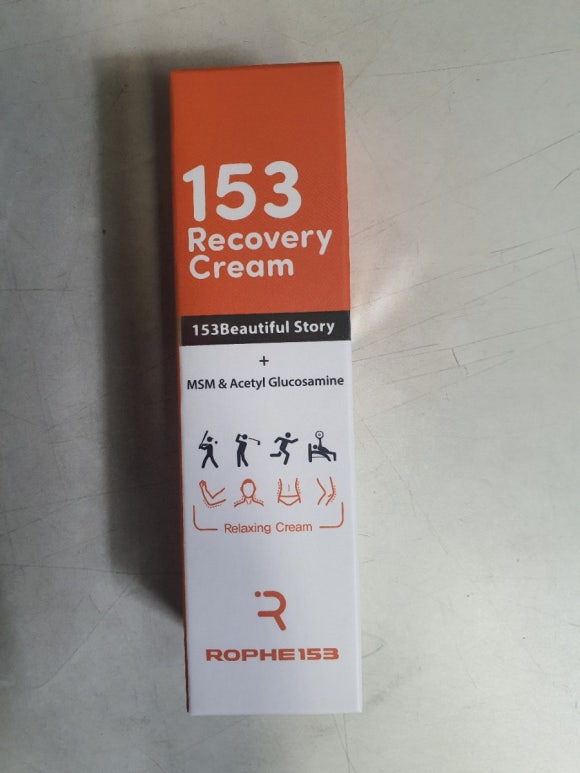 153
Recovery
Cream
153Beautiful Story
+
MSM & Acetyl Glucosamine
Relaxing Cream
ROPHE153